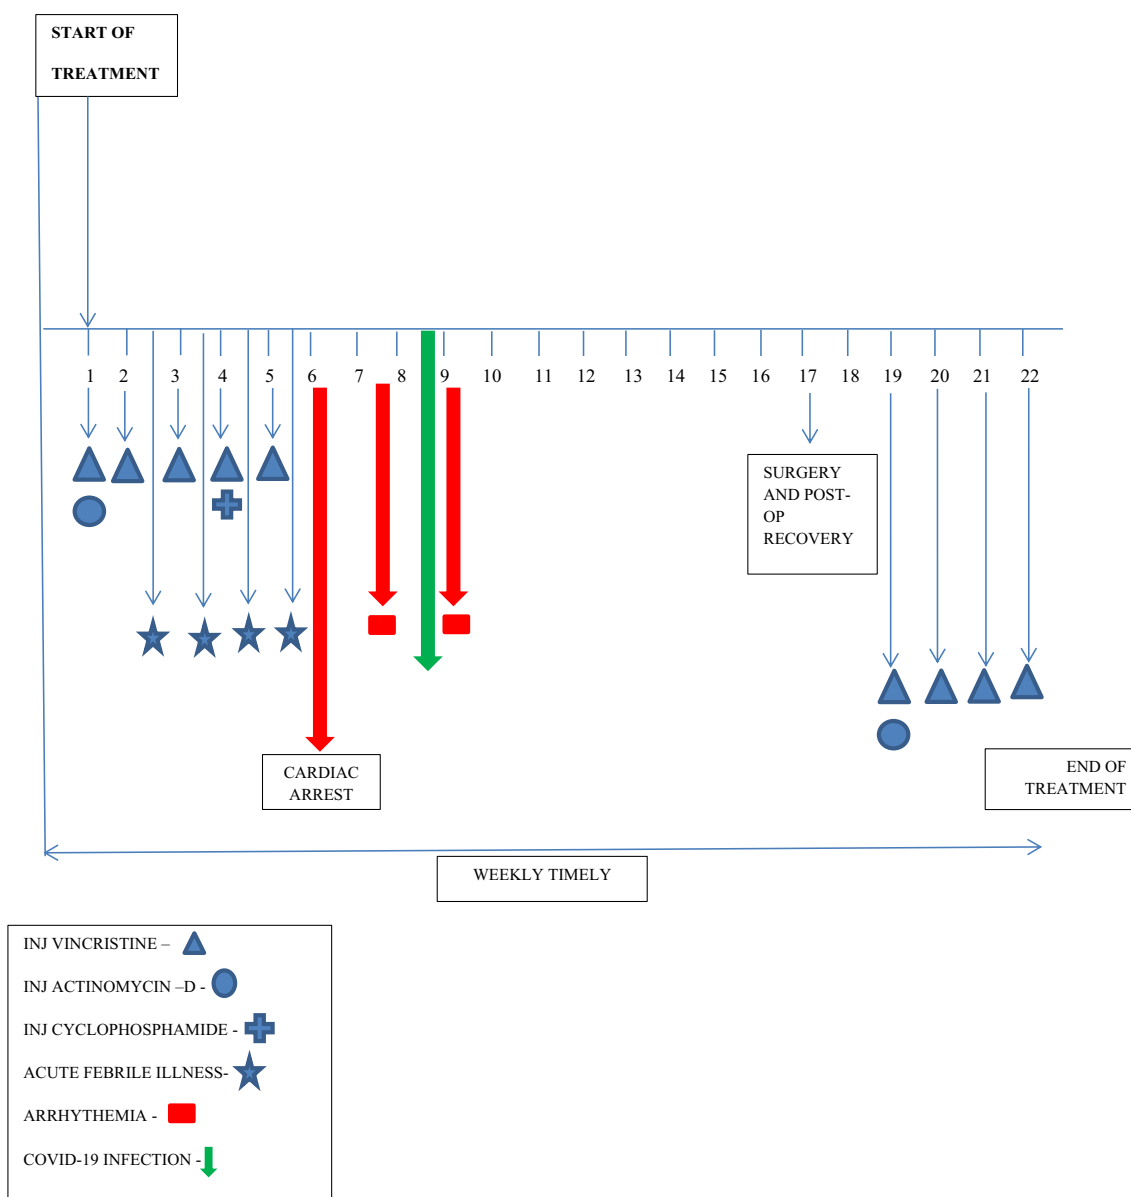 START OF
TREATMENT
1 2 3 4 5 6 7 8 9 10 11 12 13 14 15 16 17 18 19 20 21 22
SURGERY
AND POST-
OP
RECOVERY
CARDIAC
ARREST
END OF
TREATMENT
WEEKLY TIMELY
INJ VINCRISTINE –
INJ ACTINOMYCIN –D -
INJ CYCLOPHOSPHAMIDE -
ACUTE FEBRILE ILLNESS-
ARRHYTHEMIA -
COVID-19 INFECTION -